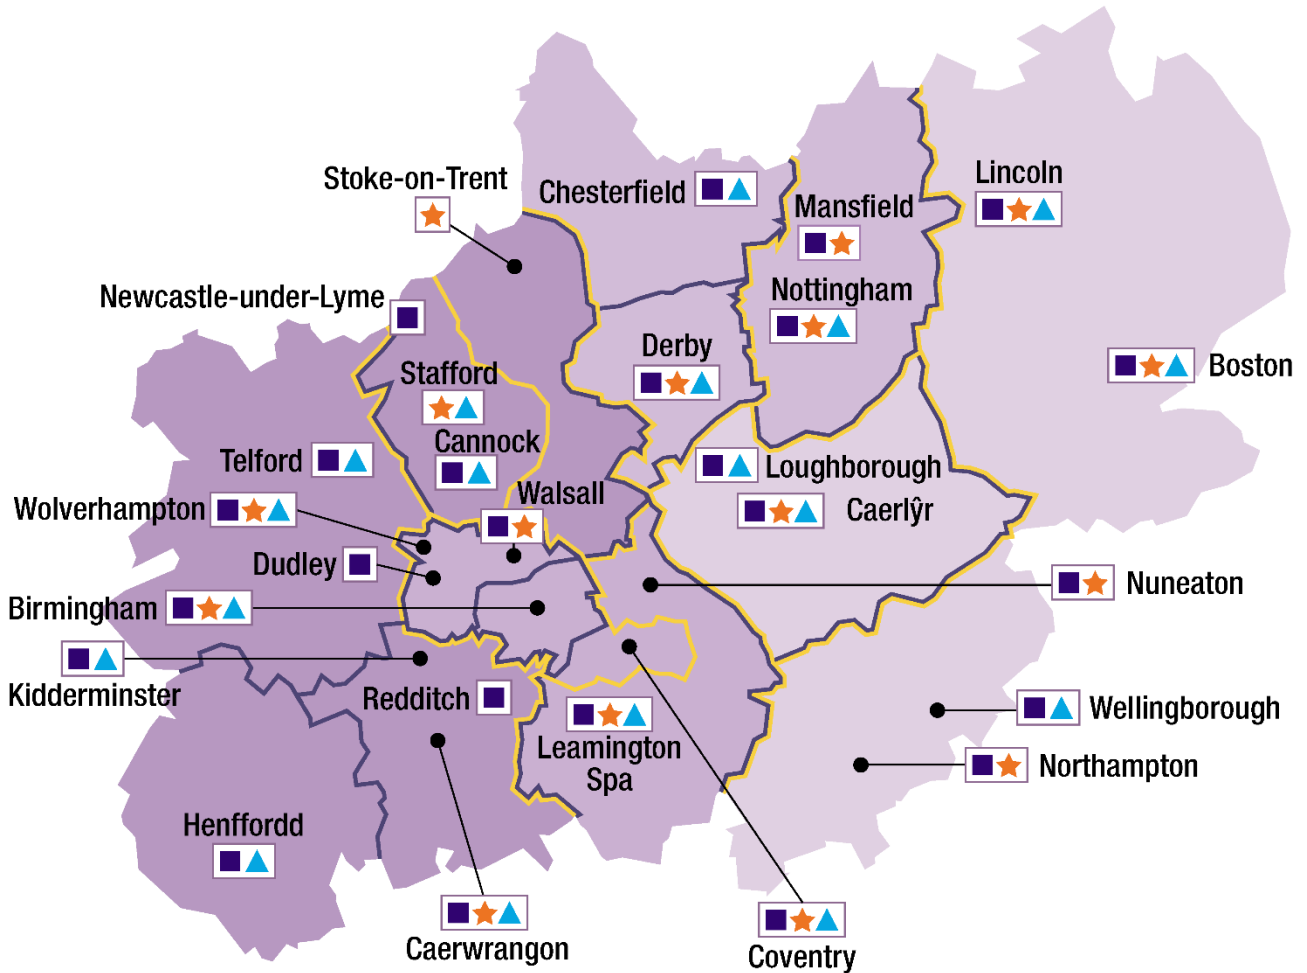 Stoke-on-Trent
Chesterfield
Lincoln
Mansfield
Newcastle-under-Lyme
Nottingham
Derby
Boston
Stafford
Cannock
Telford
Loughborough
Walsall
Wolverhampton
Caerlŷr
Dudley
Nuneaton
Birmingham
Kidderminster
Redditch
Wellingborough
Leamington
Spa
Northampton
Henffordd
Caerwrangon
Coventry